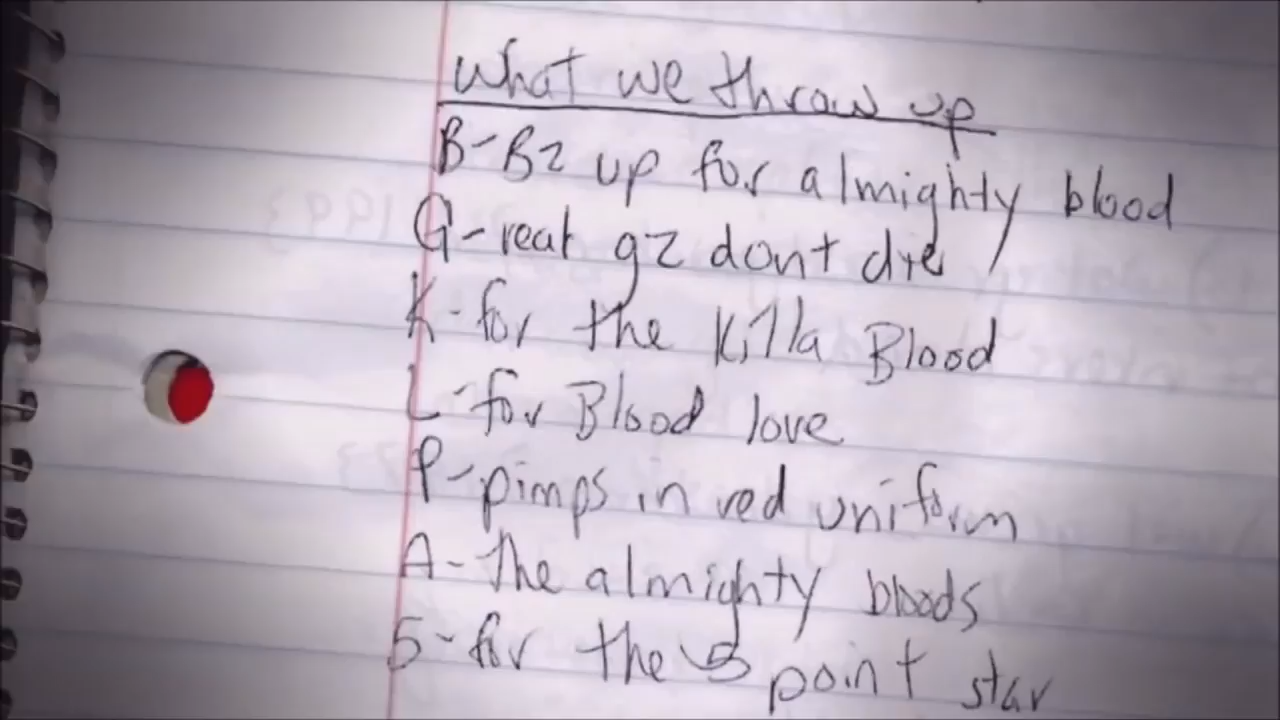 What we throw up
B-Bz up for almighty blood
G-reat gz dont die
K-for the Killa Blood
L-for Blood love
P-pimps in red uniform
A-The almighty bloods
5-for the 5 point star